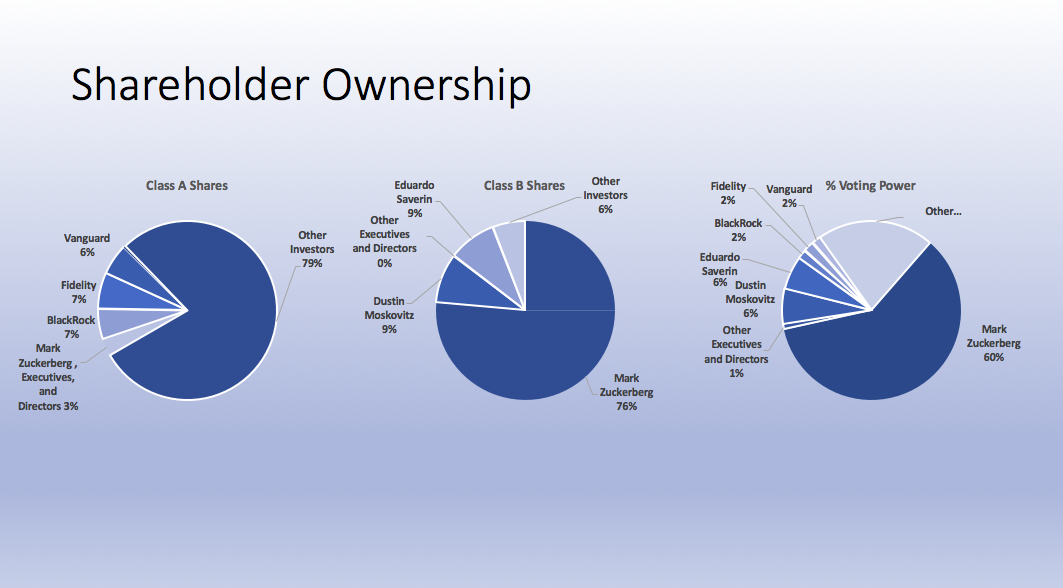 Shareholder Ownership
Class A Shares
Vanguard
6%
Fidelity
7%
BlackRock
7%
Mark
Zuckerberg ,
Executives,
and
Directors 3%
Other
Investors
79%
Class B Shares
Eduardo
Saverin
9%
Other
Executives
and Directors
0%
Dustin
Moskovitz
9%
Other
Investors
6%
Mark
Zuckerberg
76%
% Voting Power
Fidelity
2%
Vanguard
2%
BlackRock
2%
Eduardo
Saverin
6%
Dustin
Moskovitz
6%
Other
Executives
and Directors
1%
Other...
Mark
Zuckerberg
60%